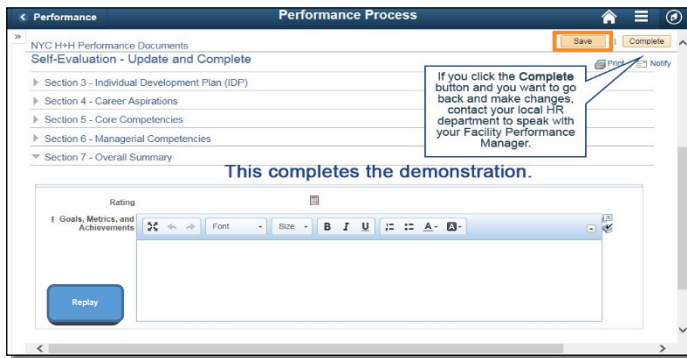 Performance
Performance Process
NYC H+H Performance Documents
Save
Complete
Self-Evaluation - Update and Complete
Print
Notify
Section 3 - Individual Development Plan (IDP)
Section 4 - Career Aspirations
Section 5 - Core Competencies
Section 6 - Managerial Competencies
Section 7 - Overall Summary
If you click the Complete
button and you want to go
back and make changes,
contact your local HR
department to speak with
your Facility Performance
Manager.
This completes the demonstration.
Rating
Goals, Metrics, and
Achievements
Font
Size
B I U
A
A
Replay